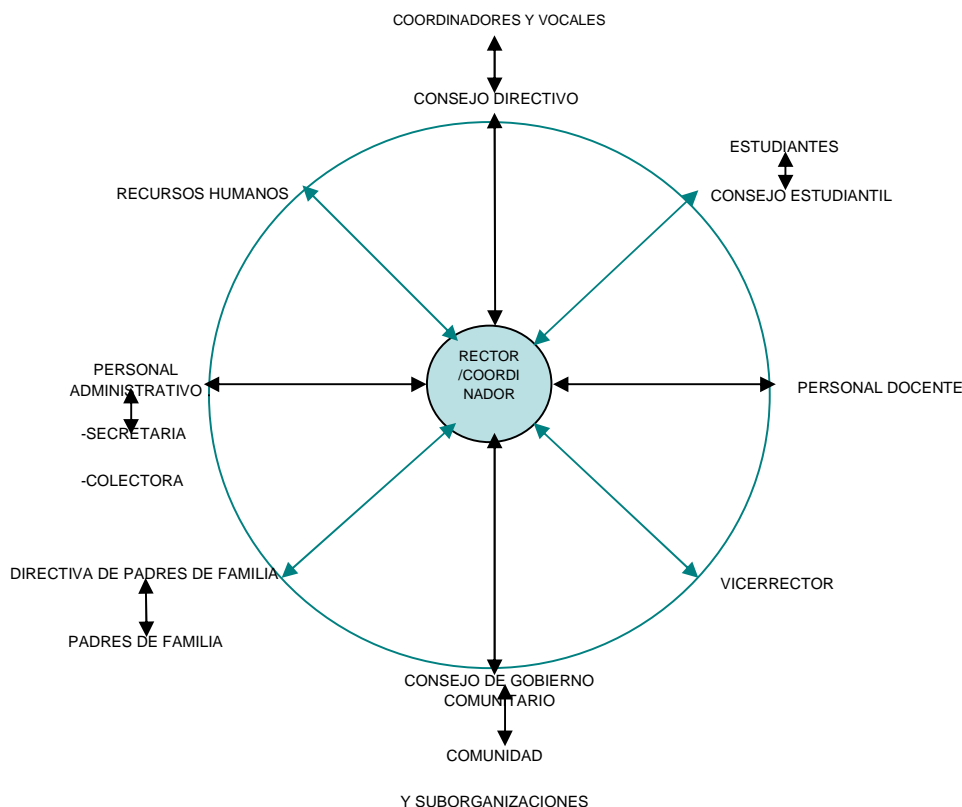 COORDINADORES Y VOCALES
CONSEJO DIRECTIVO
ESTUDIANTES
CONSEJO ESTUDIANTIL
RECURSOS HUMANOS
RECTOR
/COORDI
NADOR
PERSONAL
ADMINISTRATIVO
-SECRETARIA
-COLECTORA
PERSONAL DOCENTE
DIRECTIVA DE PADRES DE FAMILIA
PADRES DE FAMILIA
VICERRECTOR
CONSEJO DE GOBIERNO
COMUNITARIO
COMUNIDAD
Y SUBORGANIZACIONES